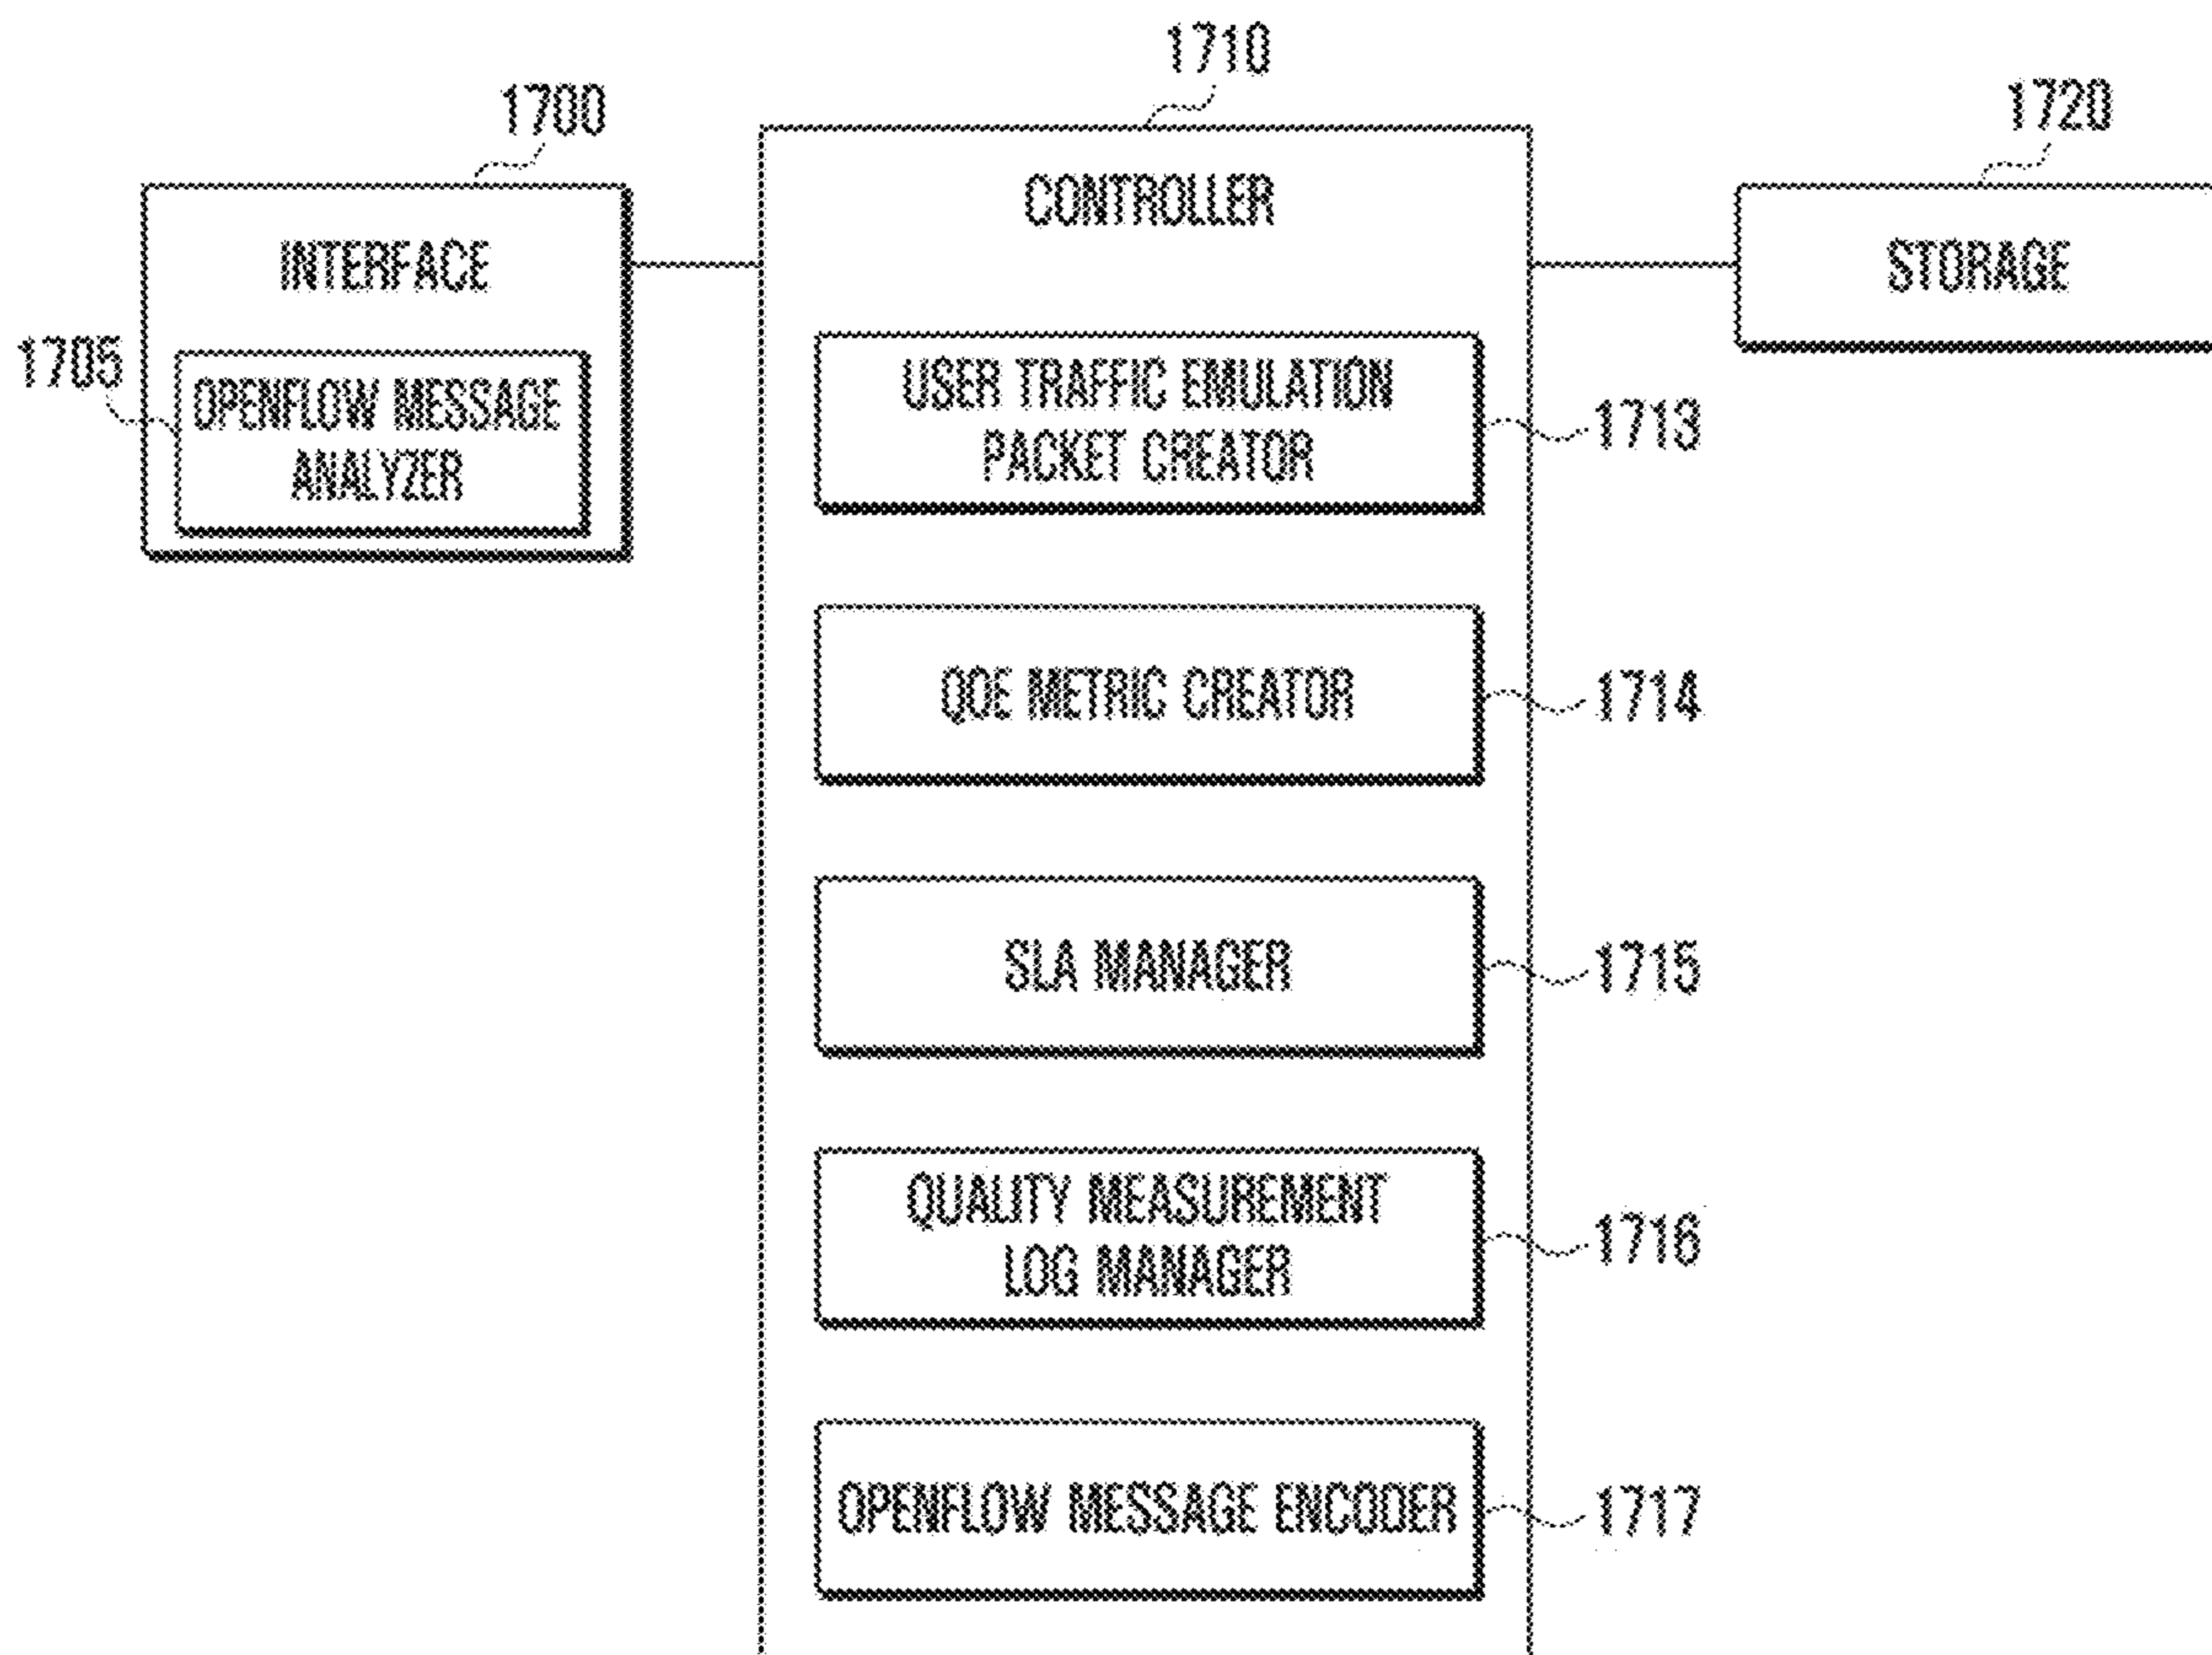 1710
1700
1720
CONTROLLER
INTERFACE
STORAGE
1705
OPENFLOW MESSAGE
ANALYZER
USER TRAFFIC EMULATION
PACKET CREATOR
1713
QOE METRIC CREATOR
1714
SLA MANAGER
1715
QUALITY MEASUREMENT
LOG MANAGER
1716
OPENFLOW MESSAGE ENCODER
1717